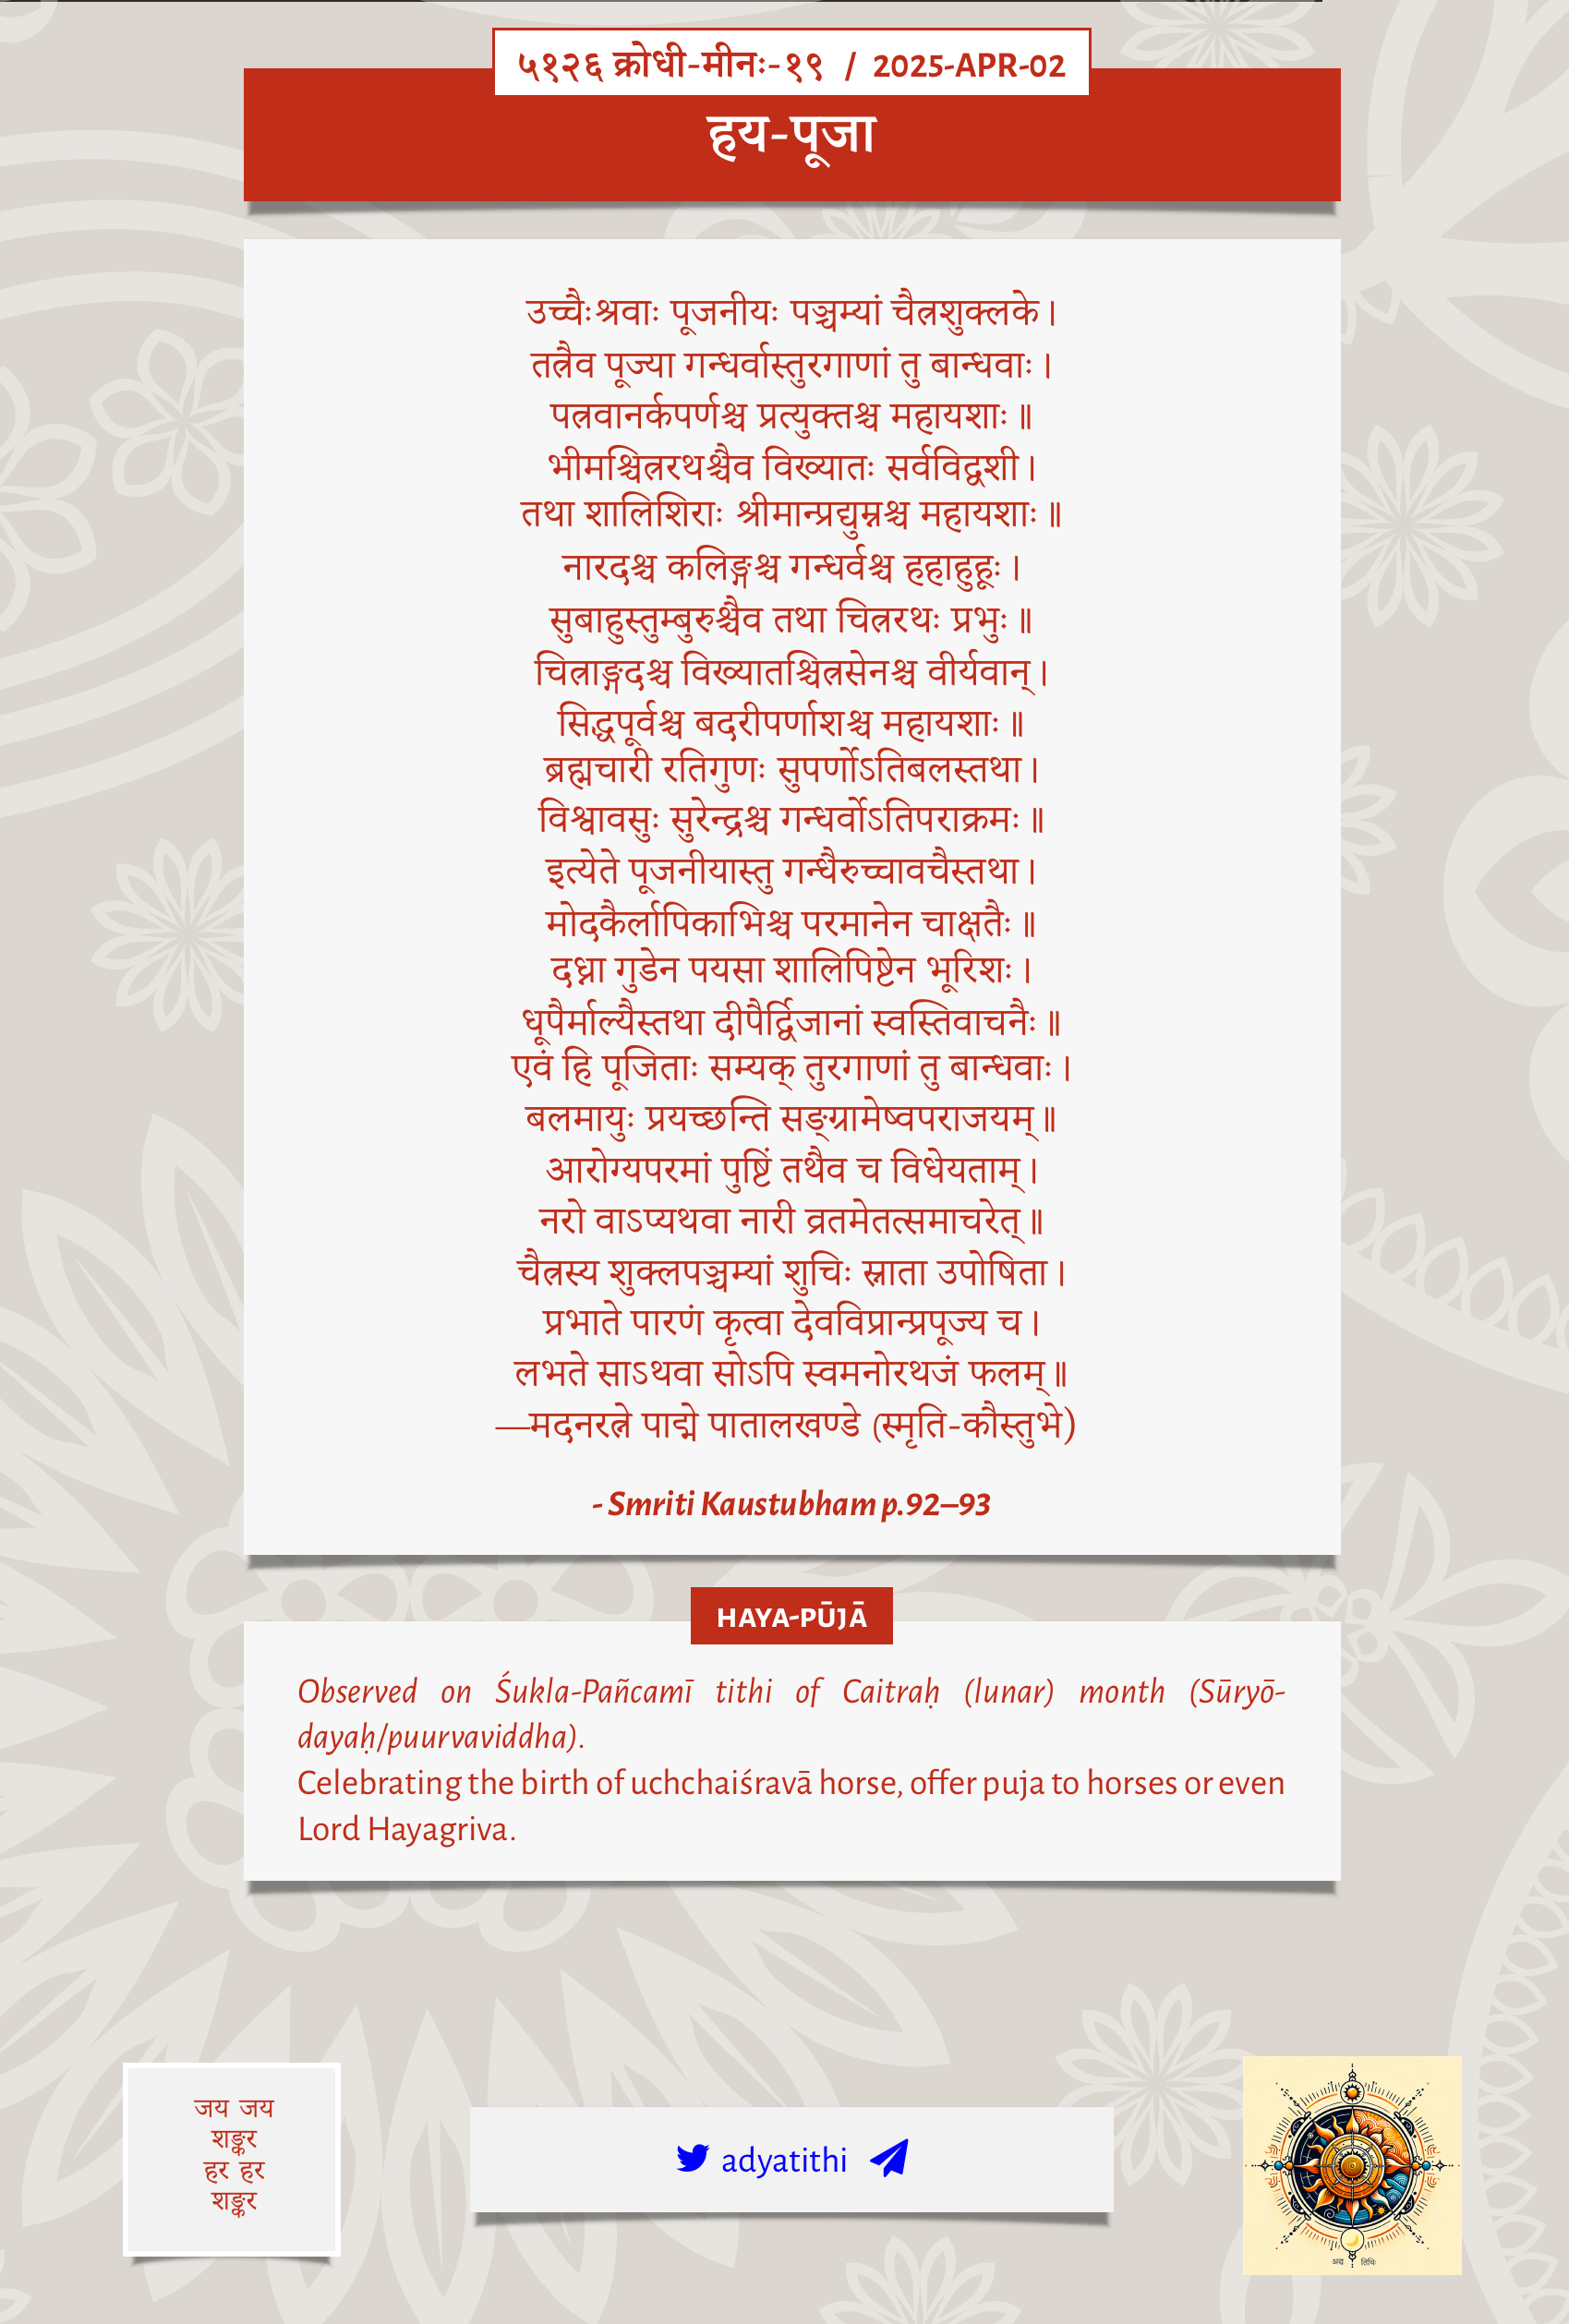 ५१२६ क्रोधी-मीनः-१९ / 2025-APR-02
हय-पूजा
उच्चैःश्रवाः पूजनीयः पञ्चम्यां चैत्रशुक्लके।
तत्रैव पूज्या गन्धर्वास्तुरगाणां तु बान्धवाः।
पत्रवानर्कपर्णश्च प्रत्युक्तश्च महायशाः॥
भीमश्चित्ररथश्चैव विख्यातः सर्वविद्वशी।
तथा शालिशिराः श्रीमान्प्रद्युम्नश्च महायशाः॥
नारदश्च कलिङ्गश्च गन्धर्वश्च हहाहुहूः।
सुबाहुस्तुम्बुरुश्चैव तथा चित्ररथः प्रभुः॥
चित्राङ्गदश्च विख्यातश्चित्रसेनश्च वीर्यवान्।
सिद्धपूर्वश्च बदरीपर्णाशश्च महायशाः॥
ब्रह्मचारी रतिगुणः सुपर्णोऽतिबलस्तथा।
विश्वावसुः सुरेन्द्रश्च गन्धर्वोऽतिपराक्रमः॥
इत्येते पूजनीयास्तु गन्धैरुच्चावचैस्तथा।
मोदकैर्लापिकाभिश्च परमानेन चाक्षतैः॥
दध्ना गुडेन पयसा शालिपिष्टेन भूरिशः।
धूपैर्माल्यैस्तथा दीपैर्द्विजानां स्वस्तिवाचनैः॥
एवं हि पूजिताः सम्यक् तुरगाणां तु बान्धवाः।
बलमायुः प्रयच्छन्ति सङ्ग्रामेष्वपराजयम्॥
आरोग्यपरमां पुष्टिं तथैव च विधेयताम्।
नरो वाऽप्यथवा नारी व्रतमेतत्समाचरेत्॥
चैत्रस्य शुक्लपञ्चम्यां शुचिः स्नाता उपोषिता।
प्रभाते पारणं कृत्वा देवविप्रान्प्रपूज्य च।
लभते साऽथवा सोऽपि स्वमनोरथजं फलम्॥
—मदनरत्ने पाद्मे पातालखण्डे (स्मृति-कौस्तुभे)
- Smriti Kaustubham p.92–93
HAYA-PŪJĀ
Observed on Śukla-Pañcamī tithi of Caitraḥ (lunar) month (Sūryō-
dayaḥ/puurvaviddha).
Celebrating the birth of uchchaiśravā horse, offer puja to horses or even
Lord Hayagriva.
जय जय
शङ्कर
हर हर
शङ्कर
adyatithi
अद्य तिथिः